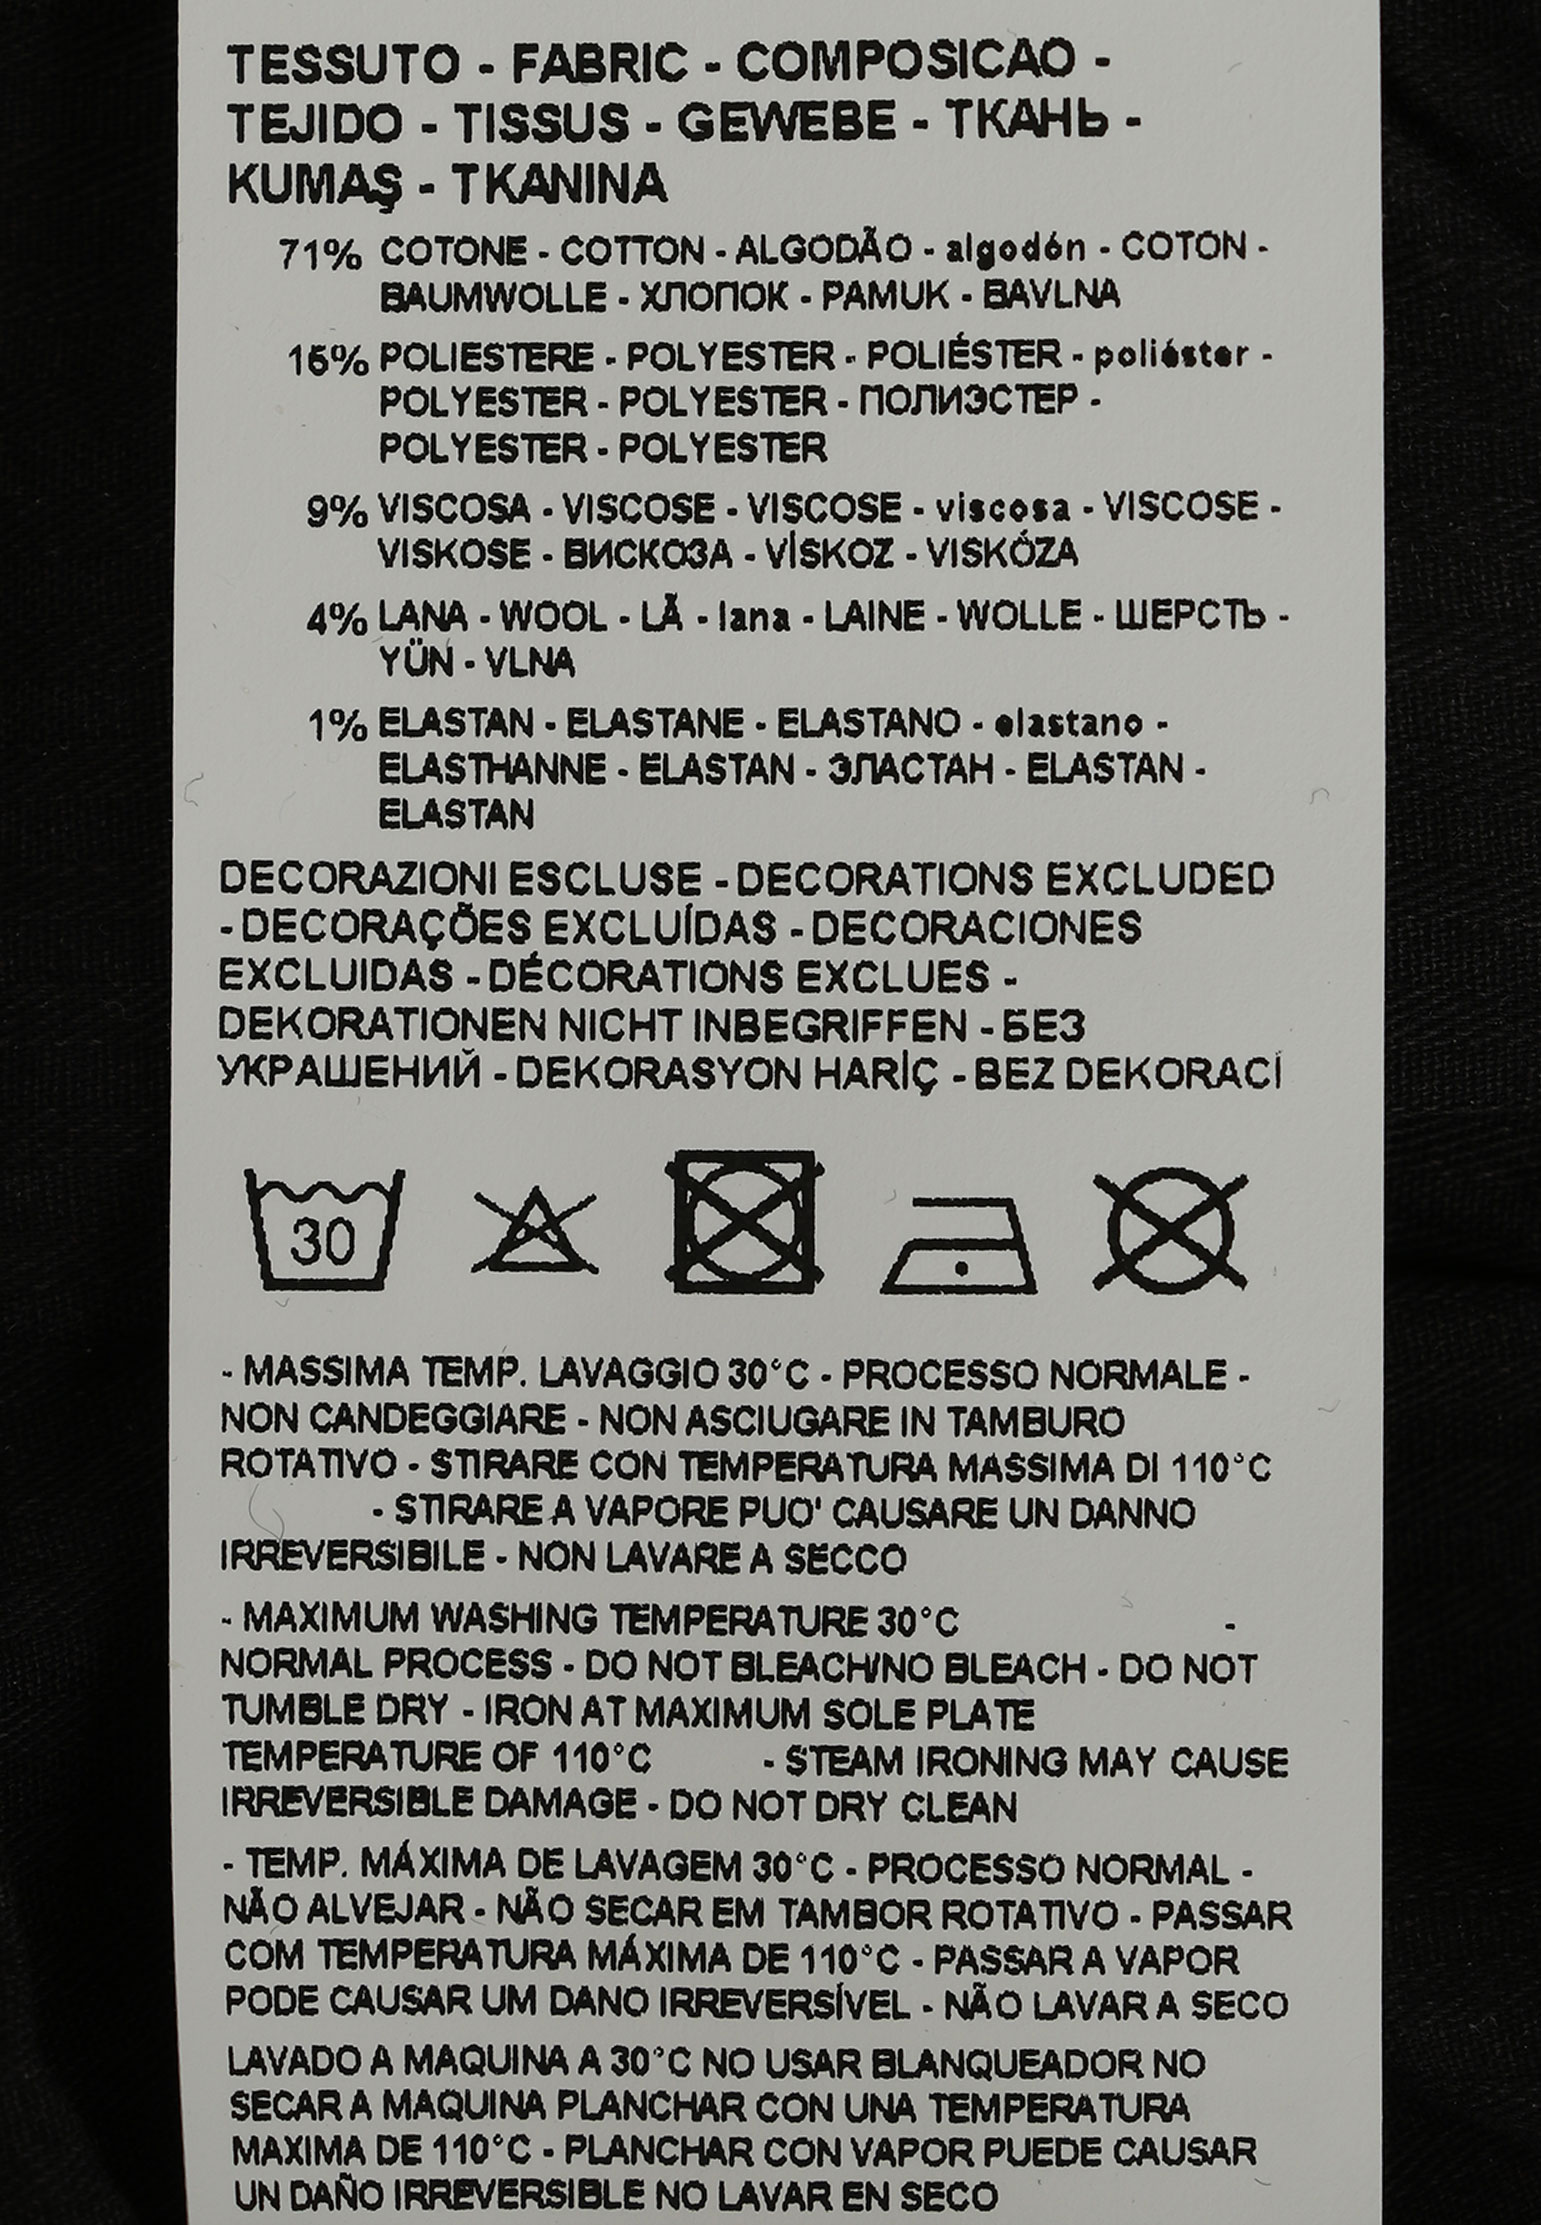 TESSUTO - FABRIC - COMPOSICAO -
TEJIDO - TISSUS - GEWEBE - ТКАНЬ -
KUMAŞ - TKANINA
71% COTONE - COTTON - ALGODÃO - algodón - COTON -
BAUMWOLLE - ХЛОПОК - PAMUK - BAVLNA
15% POLIESTERE - POLYESTER - POLIÉSTER - poliéster -
POLYESTER - POLYESTER - ПОЛИЭСТЕР -
POLYESTER - POLYESTER
9% VISCOSA - VISCOSE - VISCOSE - viscosa - VISCOSE -
VISKOSE - ВИСКОЗА - VİSKOZ - VISKÓZA
4% LANA - WOOL - LÃ - lana - LAINE - WOLLE - ШЕРСТЬ -
YÜN - VLNA
1% ELASTAN - ELASTANE - ELASTANO - elastano -
ELASTHANNE - ELASTAN - ЭЛАСТАН - ELASTAN -
ELASTAN
DECORAZIONI ESCLUSE - DECORATIONS EXCLUDED
- DECORAÇÕES EXCLUÍDAS - DECORACIONES
EXCLUIDAS - DÉCORATIONS EXCLUES -
DEKORATIONEN NICHT INBEGRIFFEN - БЕЗ
УКРАШЕНИЙ - DEKORASYON HARİÇ - BEZ DEKORACÍ
30
- MASSIMA TEMP. LAVAGGIO 30°C - PROCESSO NORMALE -
NON CANDEGGIARE - NON ASCIUGARE IN TAMBURO
ROTATIVO - STIRARE CON TEMPERATURA MASSIMA DI 110°C
- STIRARE A VAPORE PUO' CAUSARE UN DANNO
IRREVERSIBILE - NON LAVARE A SECCO
- MAXIMUM WASHING TEMPERATURE 30°C -
NORMAL PROCESS - DO NOT BLEACH/NO BLEACH - DO NOT
TUMBLE DRY - IRON AT MAXIMUM SOLE PLATE
TEMPERATURE OF 110°C - STEAM IRONING MAY CAUSE
IRREVERSIBLE DAMAGE - DO NOT DRY CLEAN
- TEMP. MÁXIMA DE LAVAGEM 30°C - PROCESSO NORMAL -
NÃO ALVEJAR - NÃO SECAR EM TAMBOR ROTATIVO - PASSAR
COM TEMPERATURA MÁXIMA DE 110°C - PASSAR A VAPOR
PODE CAUSAR UM DANO IRREVERSÍVEL - NÃO LAVAR A SECO
LAVADO A MAQUINA A 30°C NO USAR BLANQUEADOR NO
SECAR A MAQUINA PLANCHAR CON UNA TEMPERATURA
MAXIMA DE 110°C - PLANCHAR CON VAPOR PUEDE CAUSAR
UN DAÑO IRREVERSIBLE NO LAVAR EN SECO